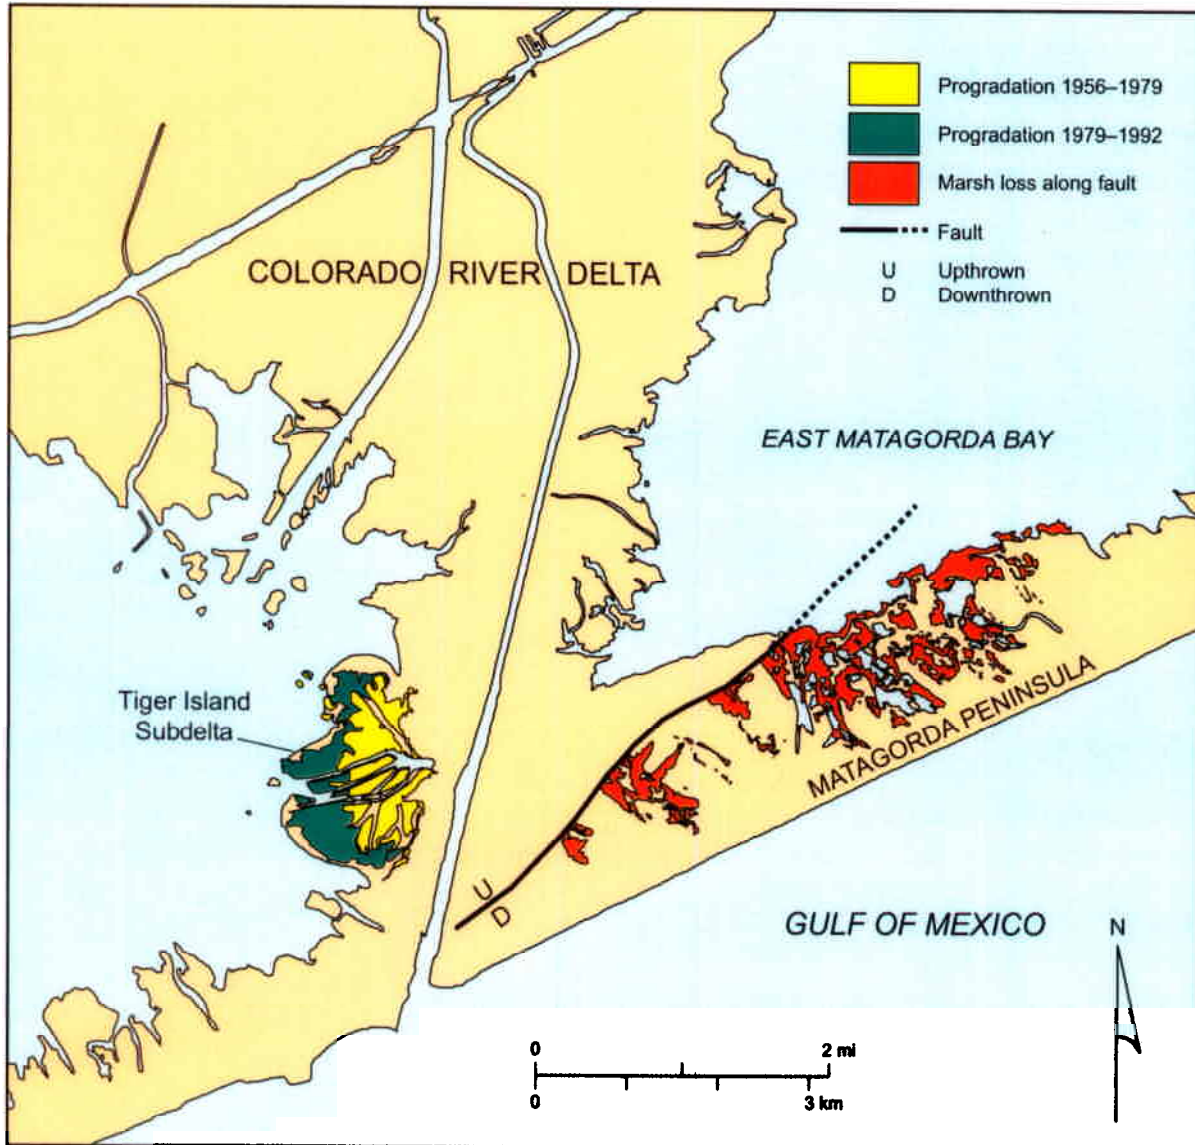 Progradation 1956–1979
Progradation 1979–1992
Marsh loss along fault
Fault
U Upthrown
D Downthrown
COLORADO RIVER DELTA
EAST MATAGORDA BAY
Tiger Island
Subdelta
MATAGORDA PENINSULA
U
D
GULF OF MEXICO
N
0 2 mi
0 3 km